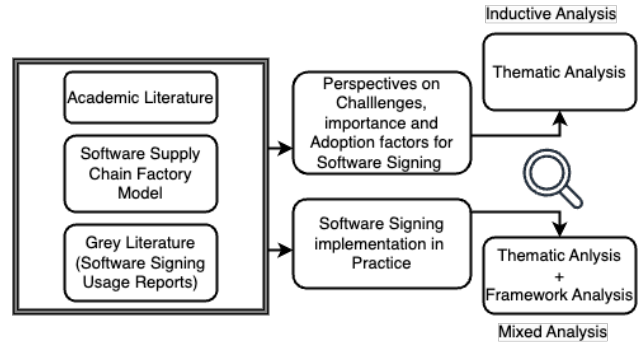 Inductive Analysis
Academic Literature
Software Supply
Chain Factory
Model
Grey Literature
(Software Signing
Usage Reports)
Perspectives on
Challlenges,
importance and
Adoption factors for
Software Signing
Software Signing
implementation in
Practice
Thematic Analysis
Thematic Anlysis
+
Framework Analysis
Mixed Analysis